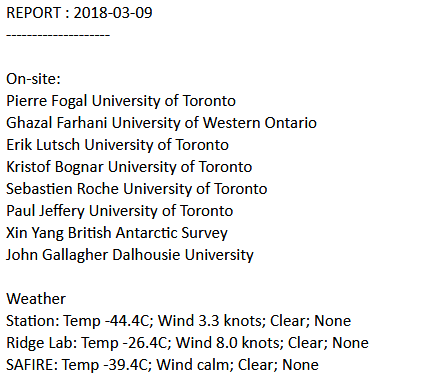 REPORT : 2018-03-09
--------------------
On-site:
Pierre Fogal University of Toronto
Ghazal Farhani University of Western Ontario
Erik Lutsch University of Toronto
Kristof Bognar University of Toronto
Sebastien Roche University of Toronto
Paul Jeffery University of Toronto
Xin Yang British Antarctic Survey
John Gallagher Dalhousie University
Weather
Station: Temp -44.4C; Wind 3.3 knots; Clear; None
Ridge Lab: Temp -26.4C; Wind 8.0 knots; Clear; None
SAFIRE: Temp -39.4C; Wind calm; Clear; None